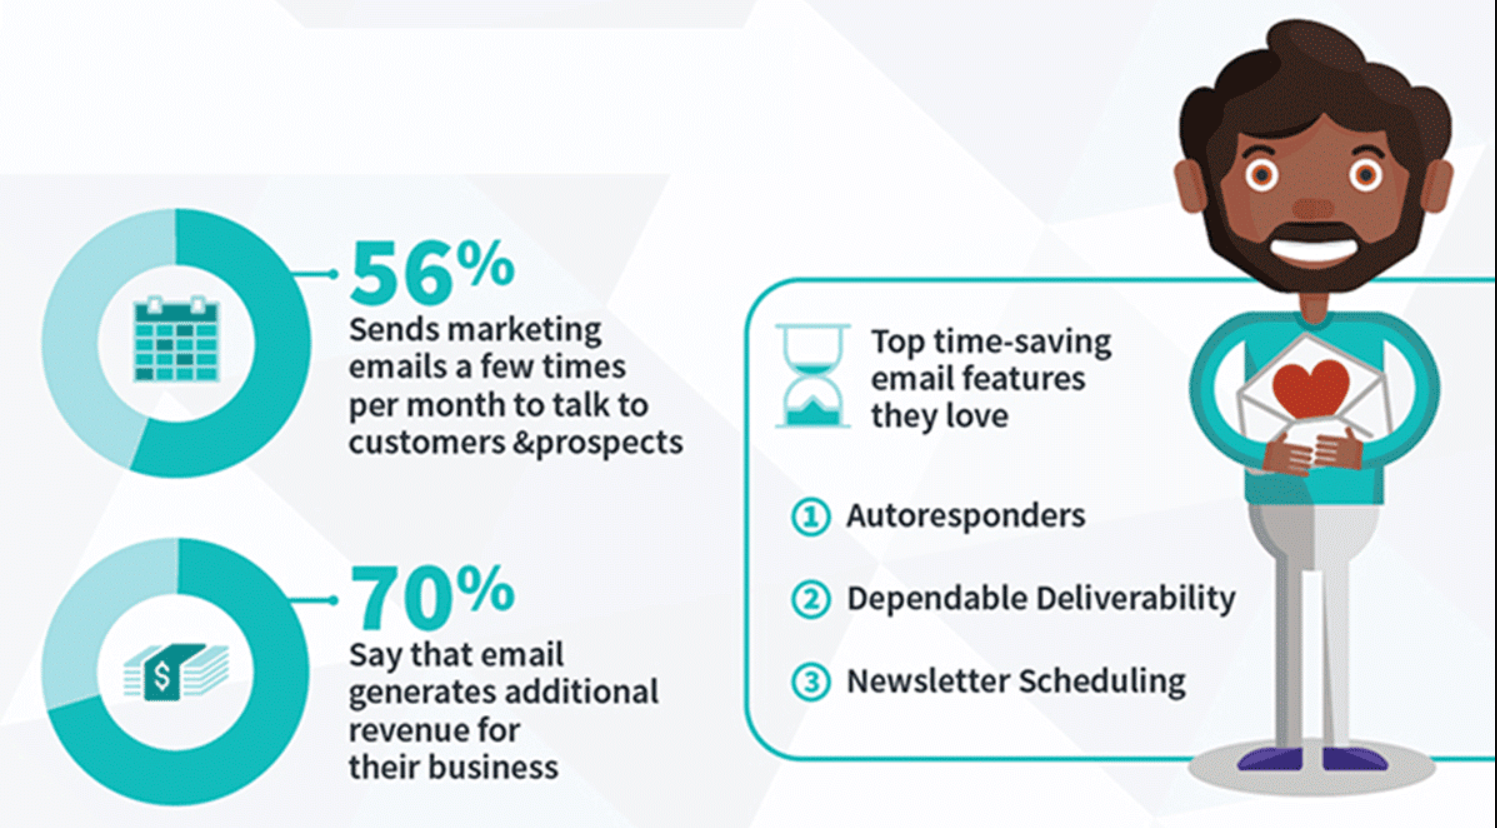 56%
Sends marketing
emails a few times
per month to talk to
customers &prospects
70%
$
Say that email
generates additional
revenue for
their business
Top time-saving
email features
they love
1 Autoresponders
2 Dependable Deliverability
3 Newsletter Scheduling